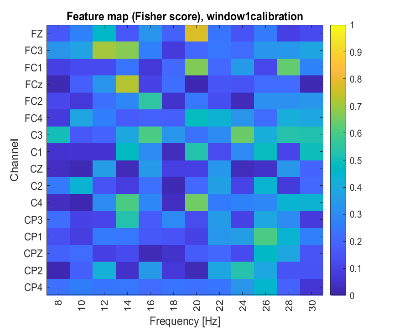 Feature map (Fisher score), window1calibration
Channel
FZ
FC3
FC1
FCz
FC2
FC4
C3
C1
CZ
C2
C4
CP3
CP1
CPZ
CP2
CP4
8 10 12 14 16 18 20 22 24 26 28 30
Frequency [Hz]
1
0.9
0.8
0.7
0.6
0.5
0.4
0.3
0.2
0.1
0